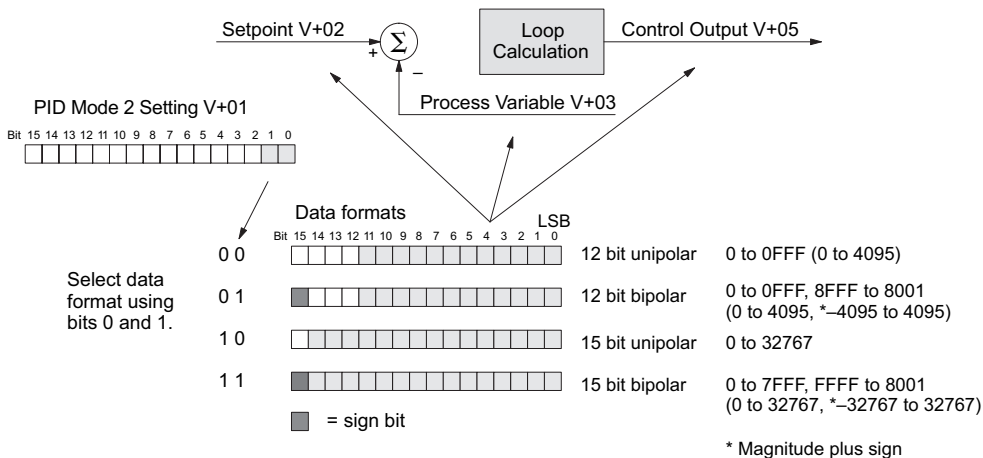 Setpoint V+02
+
Σ
–
Loop
Calculation
Control Output V+05
Process Variable V+03
PID Mode 2 Setting V+01
Bit 15 14 13 12 11 10 9 8 7 6 5 4 3 2 1 0
Data formats
LSB
Bit 15 14 13 12 11 10 9 8 7 6 5 4 3 2 1 0
Select data
format using
bits 0 and 1.
0 0
12 bit unipolar
0 to 0FFF (0 to 4095)
0 1
12 bit bipolar
0 to 0FFF, 8FFF to 8001
(0 to 4095, *–4095 to 4095)
1 0
15 bit unipolar
0 to 32767
1 1
15 bit bipolar
0 to 7FFF, FFFF to 8001
(0 to 32767, *–32767 to 32767)
= sign bit
* Magnitude plus sign